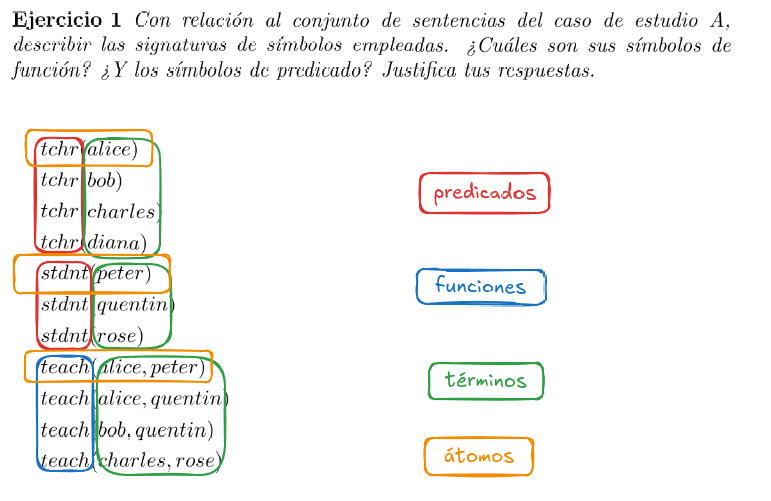 Ejercicio 1 Con relación al conjunto de sentencias del caso de estudio A,
describir las signaturas de símbolos empleadas. ¿Cuáles son sus símbolos de
función? ¿Y los símbolos de predicado? Justifica tus respuestas.
tchr(alice)
tchr(bob)
tchr(charles)
tchr(diana)
stdnt(peter)
stdnt(quentin)
stdnt(rose)
teach(alice, peter)
teach(alice, quentin)
teach(bob, quentin)
teach(charles, rose)
predicados
funciones
términos
átomos